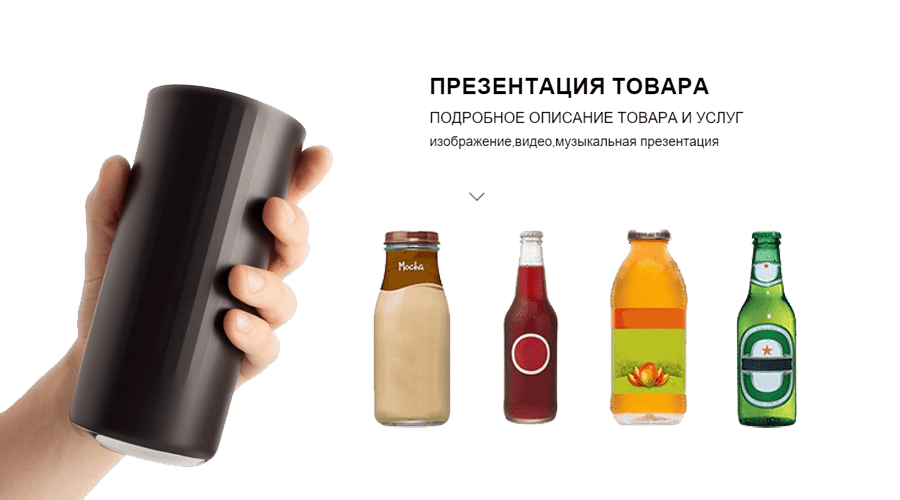 ПРЕЗЕНТАЦИЯ ТОВАРА
ПОДРОБНОЕ ОПИСАНИЕ ТОВАРА И УСЛУГ
изображение,видео,музыкальная презентация
Mocha